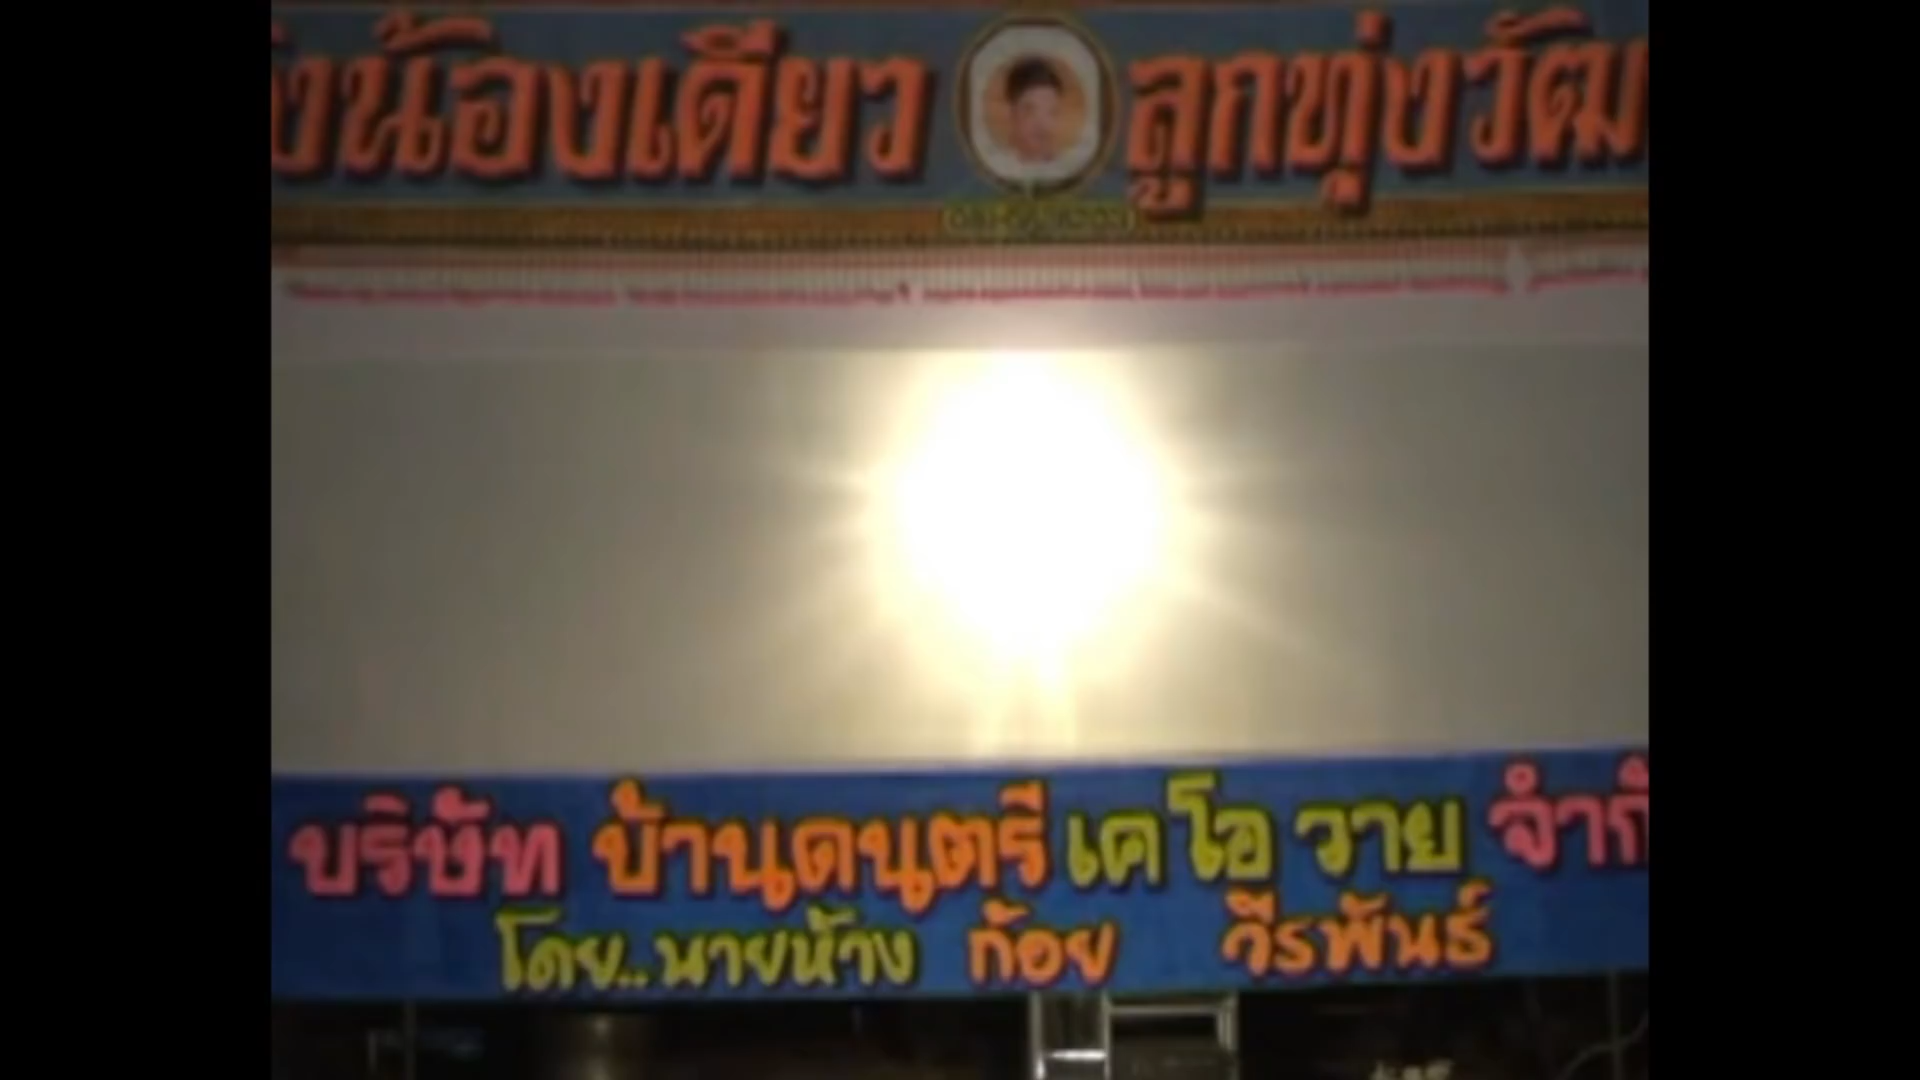 น้องเดียว ลูกทุ่งวัฒ
บริษัท บ้านดนตรี เค โอ วาย จำกั
โดย..นายห้าง ก้อย วีรพันธ์